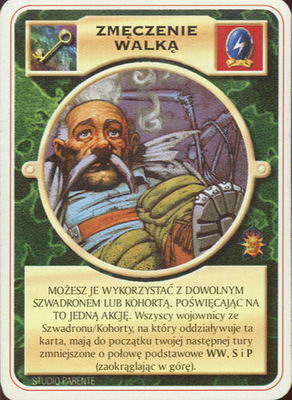 ZMĘCZENIE
WALKĄ
MOŻESZ JE WYKORZYSTAĆ Z DOWOLNYM
SZWADRONEM LUB KOHORTĄ, POŚWIĘCAJĄC NA
TO JEDNĄ AKCJĘ. Wszyscy wojownicy ze
Szwadronu/Kohorty, na który oddziaływuje ta
karta, mają do początku twojej następnej tury
zmniejszone o połowę podstawowe WW, S i P
(zaokrąglając w górę).
STUDIO PARENTE